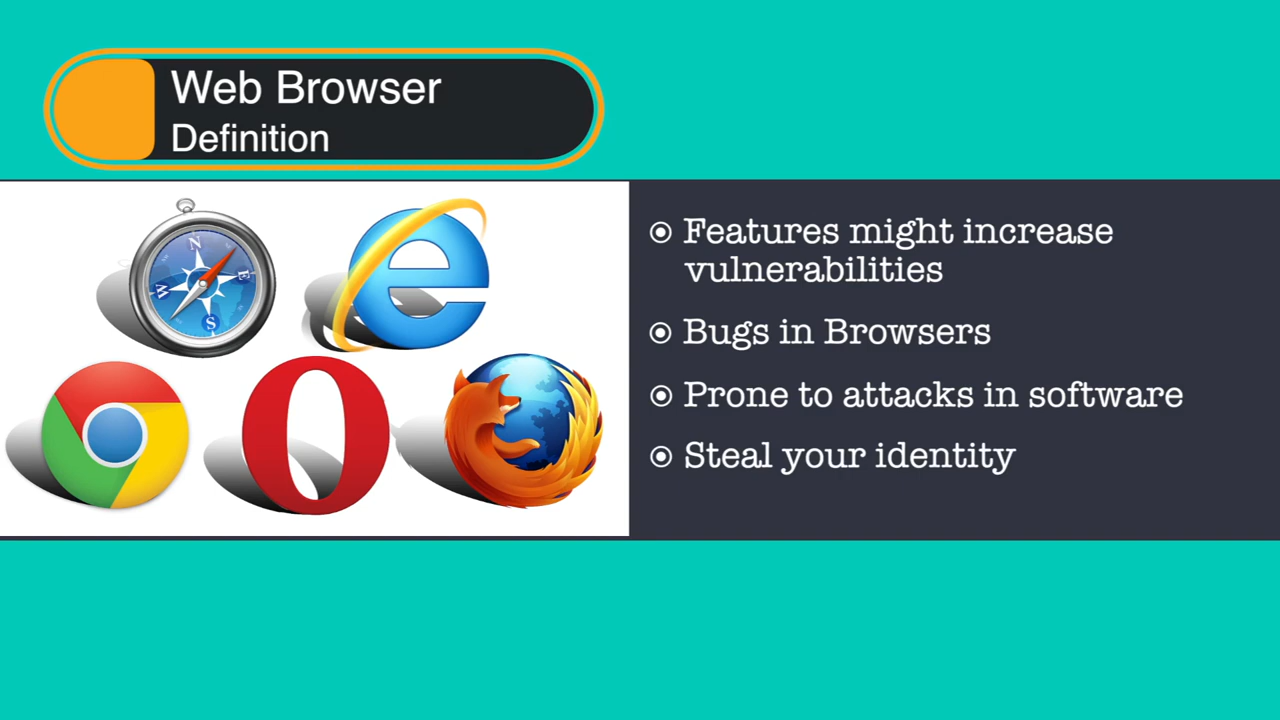 Web Browser
Definition
N
E
W
S
Features might increase
vulnerabilities
Bugs in Browsers
Prone to attacks in software
Steal your identity